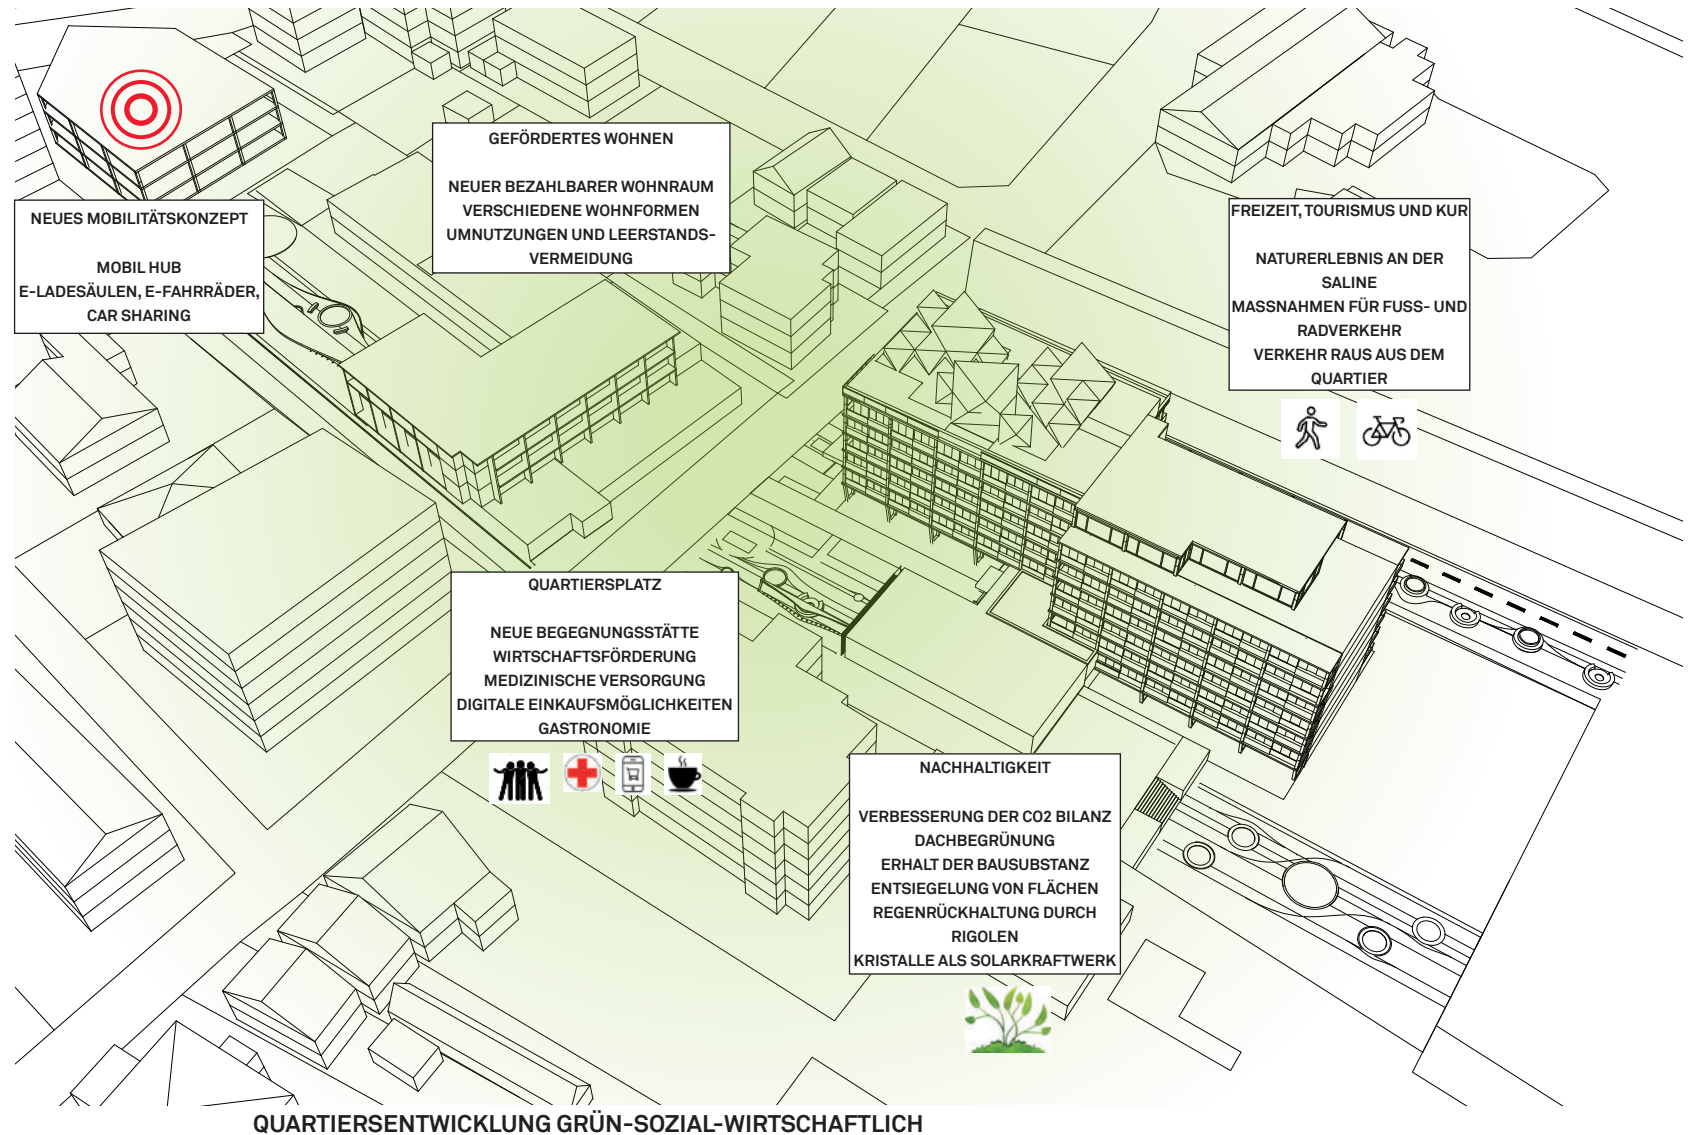 NEUES MOBILITÄTSKONZEPT
MOBIL HUB
E-LADESÄULEN, E-FAHRRÄDER,
CAR SHARING
GEFÖRDERTES WOHNEN
NEUER BEZAHLBARER WOHNRAUM
VERSCHIEDENE WOHNFORMEN
UMNUTZUNGEN UND LEERSTANDS-
VERMEIDUNG
FREIZEIT, TOURISMUS UND KUR
NATURERLEBNIS AN DER
SALINE
MASSNAHMEN FÜR FUSS- UND
RADVERKEHR
VERKEHR RAUS AUS DEM
QUARTIER
QUARTIERSPLATZ
NEUE BEGEGNUNGSSTÄTTE
WIRTSCHAFTSFÖRDERUNG
MEDIZINISCHE VERSORGUNG
DIGITALE EINKAUFSMÖGLICHKEITEN
GASTRONOMIE
NACHHALTIGKEIT
VERBESSERUNG DER CO2 BILANZ
DACHBEGRÜNUNG
ERHALT DER BAUSUBSTANZ
ENTSIEGELUNG VON FLÄCHEN
REGENRÜCKHALTUNG DURCH
RIGOLEN
KRISTALLE ALS SOLARKRAFTWERK
QUARTIERSENTWICKLUNG GRÜN-SOZIAL-WIRTSCHAFTLICH